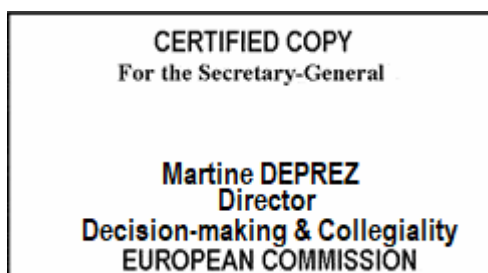 CERTIFIED COPY
For the Secretary-General
Martine DEPREZ
Director
Decision-making & Collegiality
EUROPEAN COMMISSION